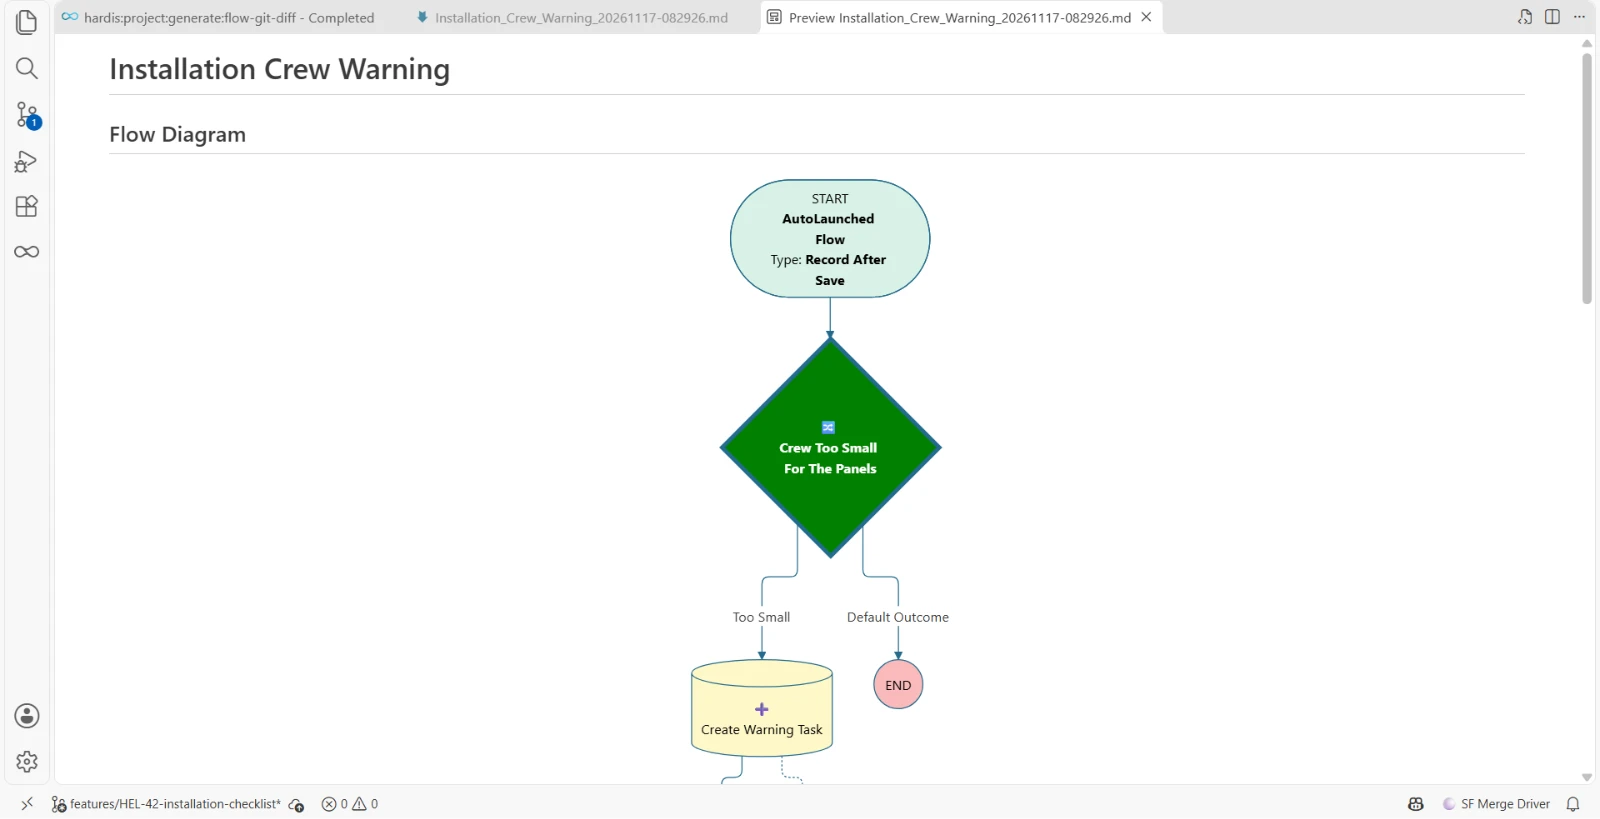 hardis:project:generate:flow-git-diff - Completed
Installation_Crew_Warning_20261117-082926.md
Preview Installation_Crew_Warning_20261117-082926.md
Installation Crew Warning
Flow Diagram
START
AutoLaunched
Flow
Type: Record After
Save
Crew Too Small
For The Panels
Too Small
Default Outcome
Create Warning Task
END
1
features/HEL-42-installation-checklist*
0
0
SF Merge Driver